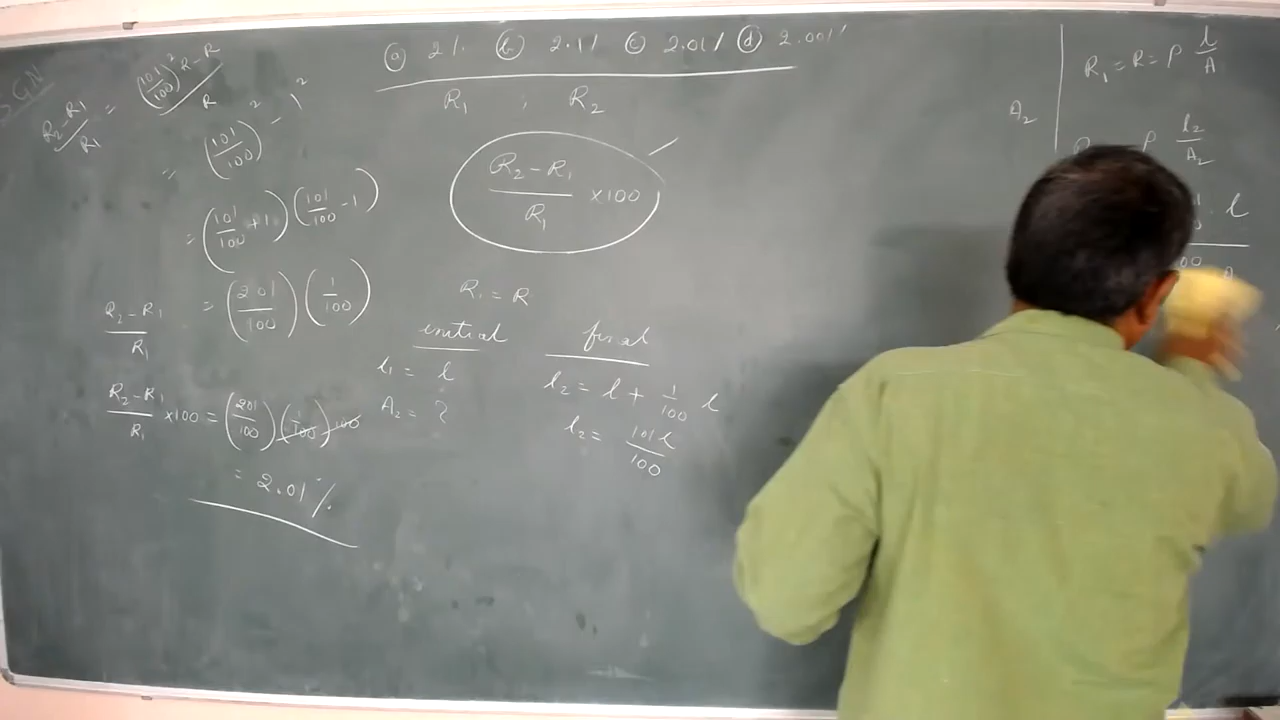 (a) 2% (b) 2.1% (c) 2.01% (d) 2.001%
R₁ ; R₂
(R₂ - R₁)/R₁ × 100
R₁ = R
initial final
l₁ = l l₂ = l + 1/100 l
A₂ = ? l₂ = 101l/100
SGN
(R₂ - R₁)/R₁ = ((101/100)² R - R)/R
= (101/100)² - 1²
= (101/100 + 1)(101/100 - 1)
= (201/100)(1/100)
(R₂ - R₁)/R₁
(R₂ - R₁)/R₁ × 100 = (201/100)(1/100) 100
= 2.01%
A₂
R₁ = R = ρ l/A
ρ l₂/A₂
. l